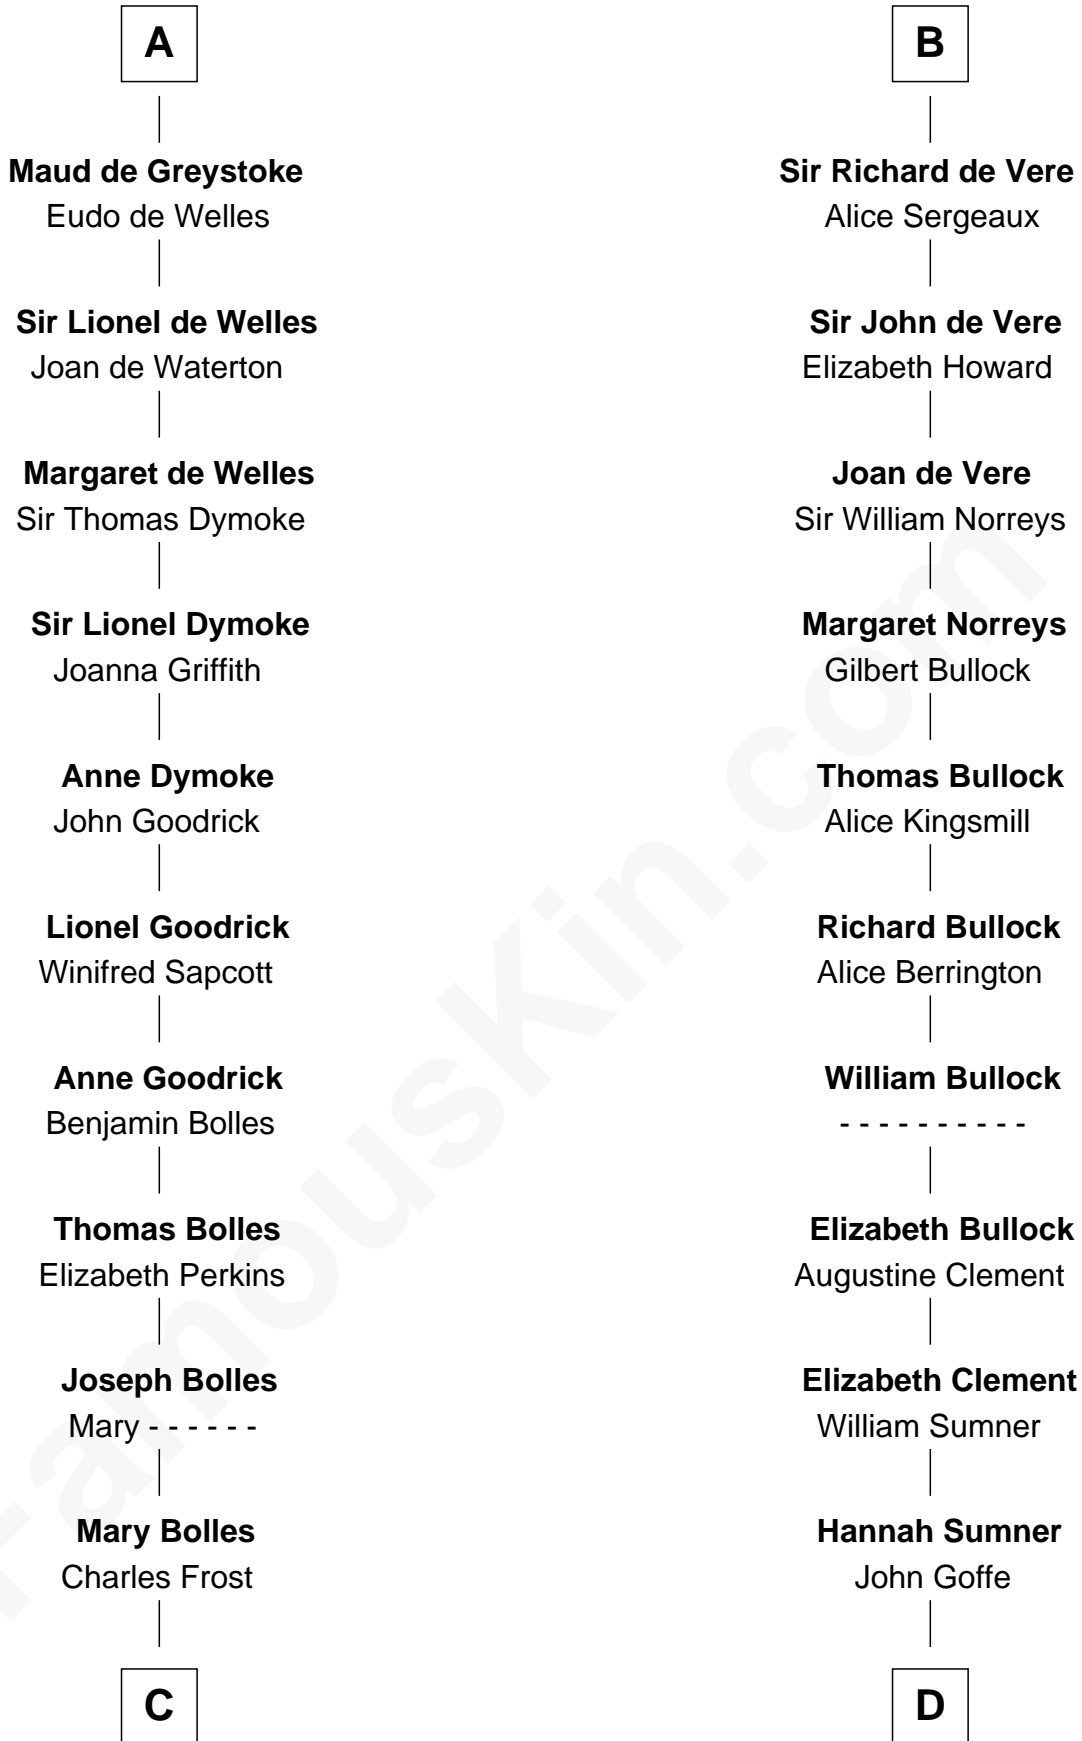 A
Maud de Greystoke
Eudo de Welles
Sir Lionel de Welles
Joan de Waterton
Margaret de Welles
Sir Thomas Dymoke
Sir Lionel Dymoke
Joanna Griffith
Anne Dymoke
John Goodrick
Lionel Goodrick
Winifred Sapcott
Anne Goodrick
Benjamin Bolles
Thomas Bolles
Elizabeth Perkins
Joseph Bolles
Mary - - - - - -
Mary Bolles
Charles Frost
C
B
Sir Richard de Vere
Alice Sergeaux
Sir John de Vere
Elizabeth Howard
Joan de Vere
Sir William Norreys
Margaret Norreys
Gilbert Bullock
Thomas Bullock
Alice Kingsmill
Richard Bullock
Alice Berrington
William Bullock
- - - - - - - - - -
Elizabeth Bullock
Augustine Clement
Elizabeth Clement
William Sumner
Hannah Sumner
John Goffe
D
FamousKin.com